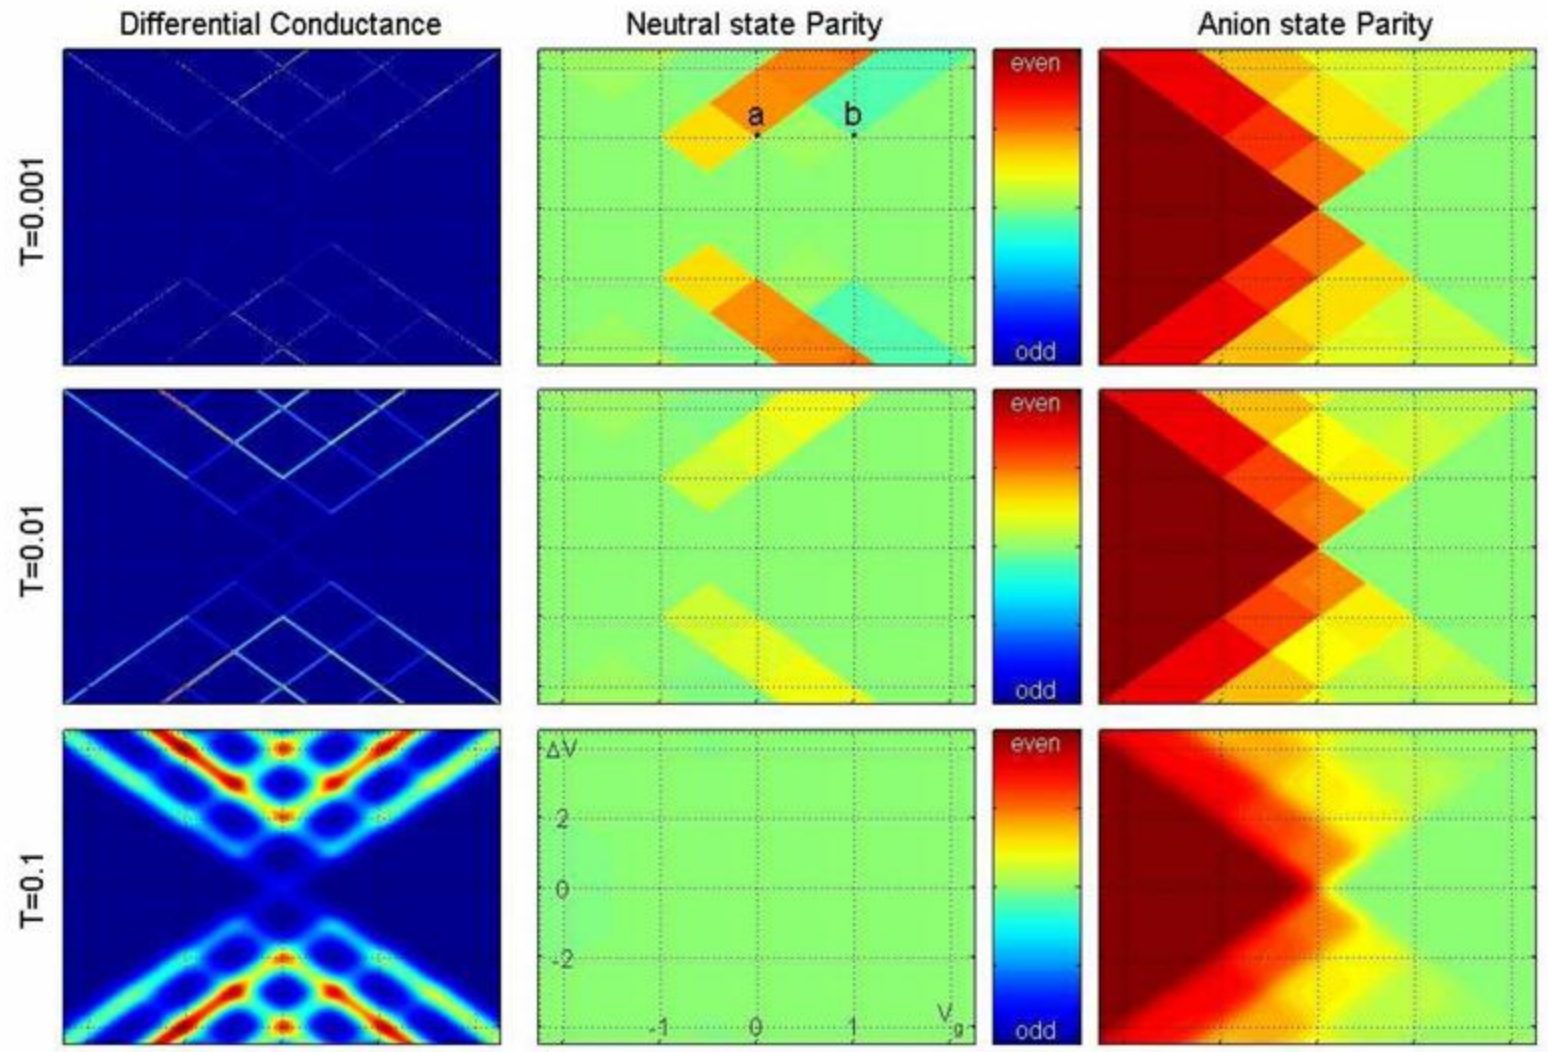 Differential Conductance
Neutral state Parity
Anion state Parity
T=0.001
a
b
even
odd
T=0.01
even
odd
T=0.1
ΔV
2
0
-2
-1
0
1
Vg
even
odd